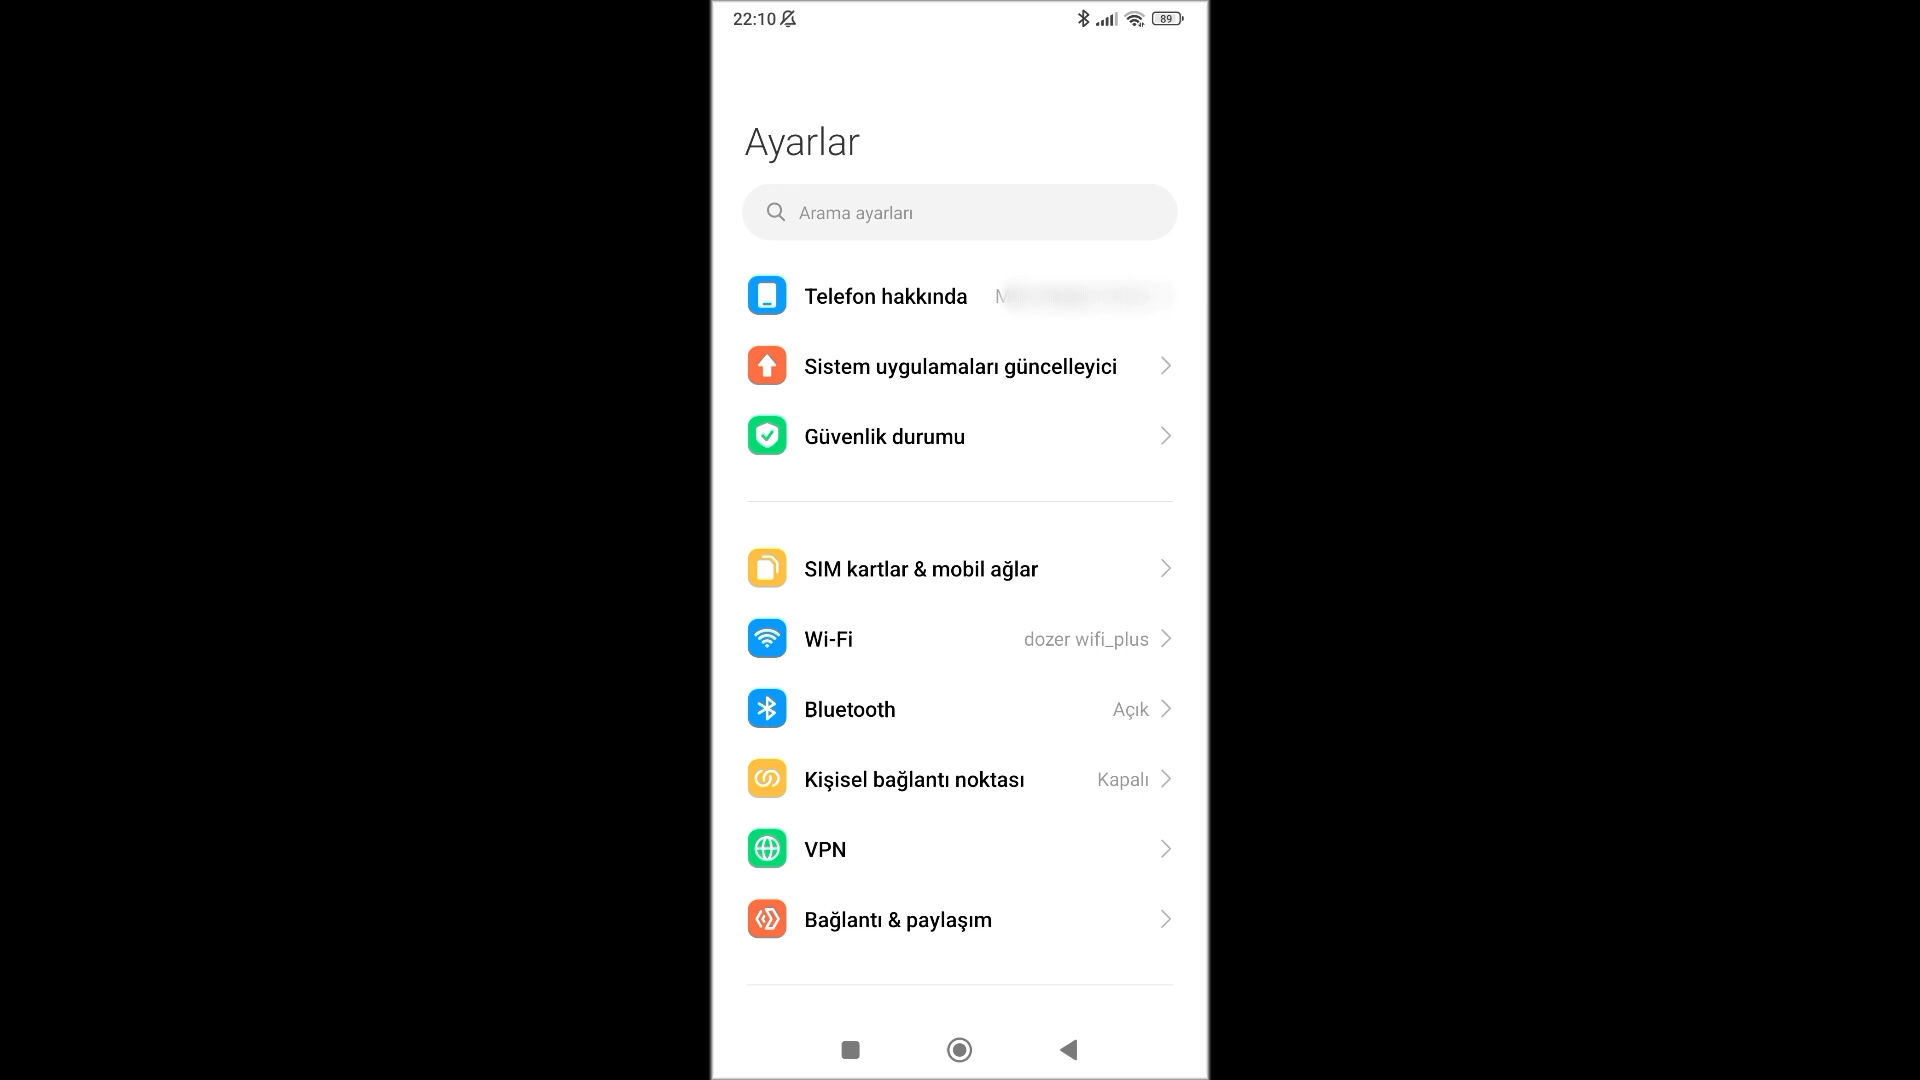 22:10
89
Ayarlar
Arama ayarları
Telefon hakkında
Sistem uygulamaları güncelleyici
Güvenlik durumu
SIM kartlar & mobil ağlar
Wi-Fi dozer wifi_plus
Bluetooth Açık
Kişisel bağlantı noktası Kapalı
VPN
Bağlantı & paylaşım